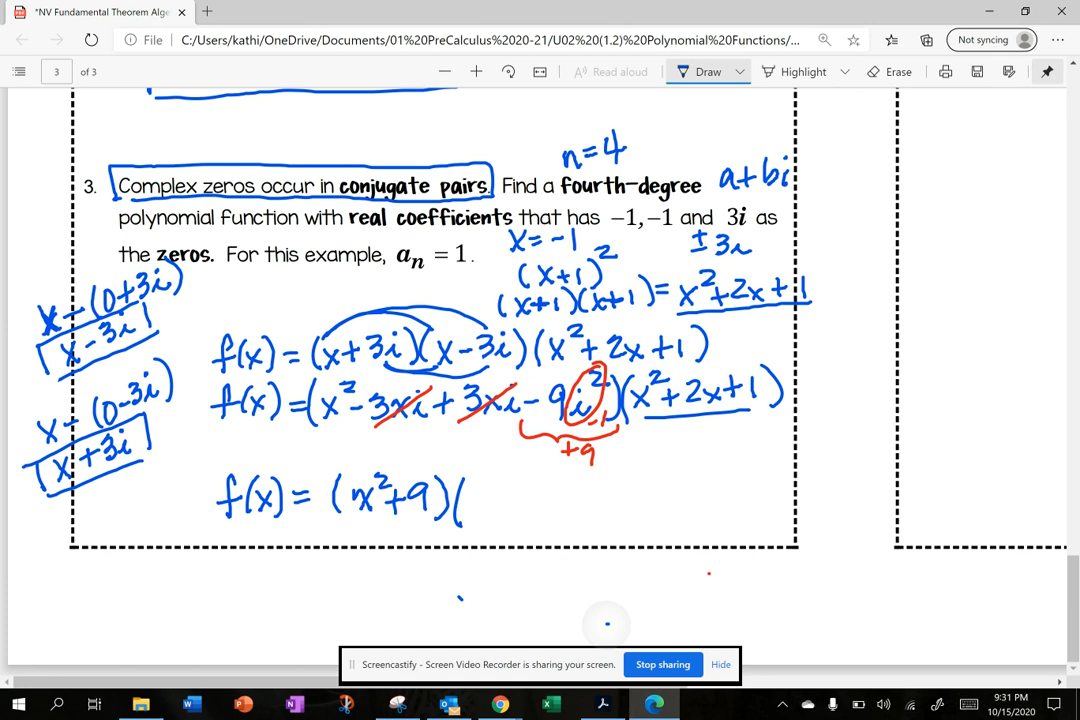 *NV Fundamental Theorem Alge
File C:/Users/kathi/OneDrive/Documents/01%20PreCalculus%2020-21/U02%20(1.2)%20Polynomial%20Functions/... Not syncing
3 of 3 Read aloud Draw Highlight Erase
n=4
3. Complex zeros occur in conjugate pairs. Find a fourth-degree a+bi
polynomial function with real coefficients that has −1,−1 and 3i as
the zeros. For this example, aₙ = 1.
x=-1 ±3i
(x+1)²
(x+1)(x+1)= x²+2x+1
x-(0+3i)
x-3i
f(x) = (x+3i)(x-3i)(x²+2x+1)
f(x)=(x²-3xi+3xi-9i²)(x²+2x+1)
-1
+9
x-(0-3i)
x+3i
f(x)= (x²+9)(
Screencastify - Screen Video Recorder is sharing your screen. Stop sharing Hide
9:31 PM
10/15/2020